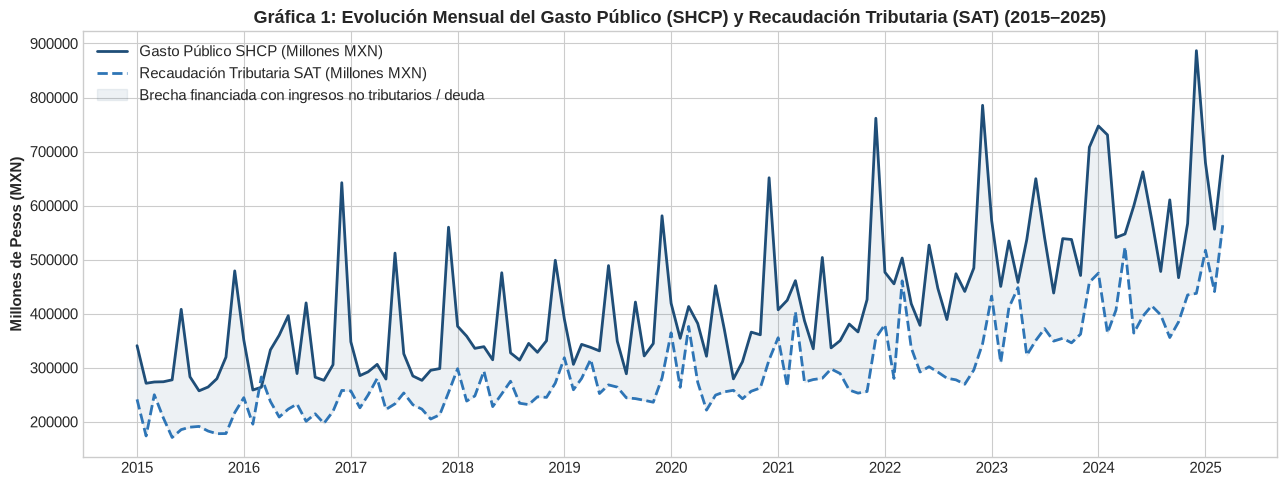 Gráfica 1: Evolución Mensual del Gasto Público (SHCP) y Recaudación Tributaria (SAT) (2015–2025)
Gasto Público SHCP (Millones MXN)
Recaudación Tributaria SAT (Millones MXN)
Brecha financiada con ingresos no tributarios / deuda
Millones de Pesos (MXN)
900000
800000
700000
600000
500000
400000
300000
200000
2015 2016 2017 2018 2019 2020 2021 2022 2023 2024 2025